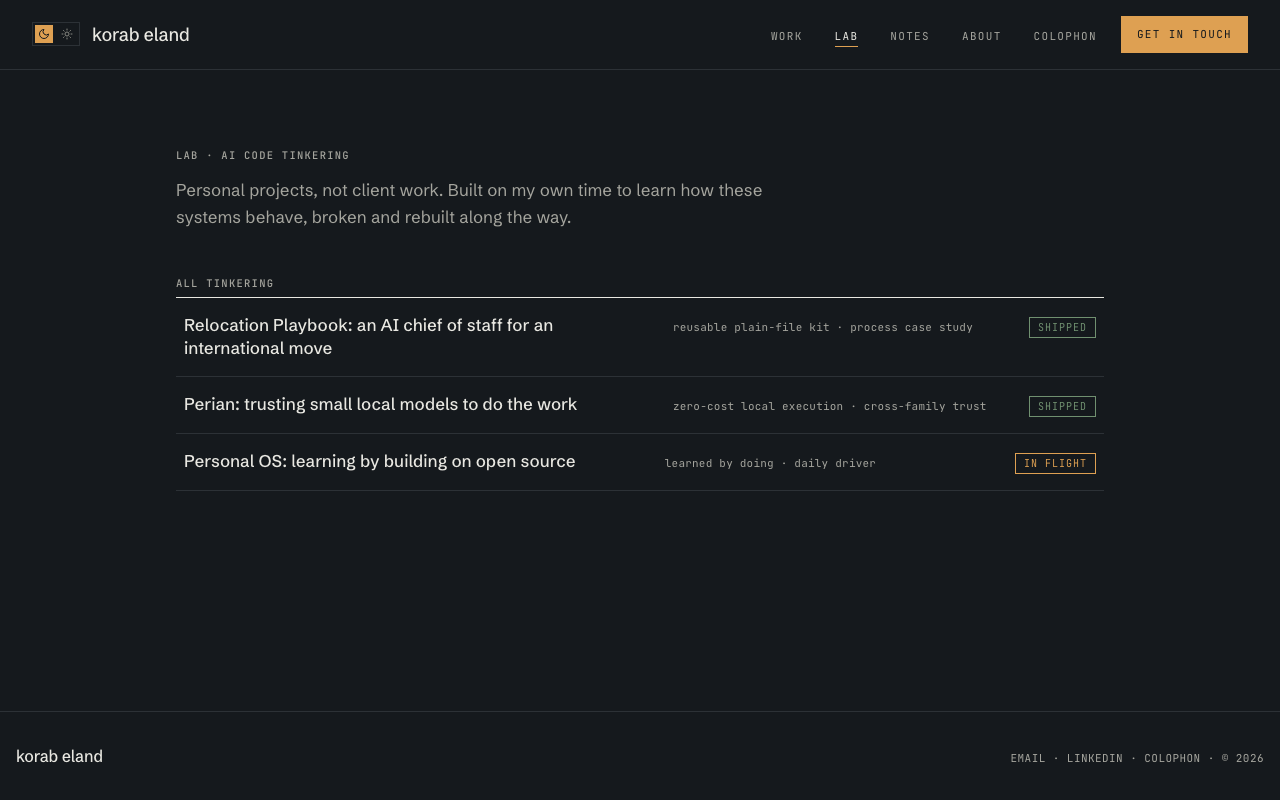 korab eland
WORK
LAB
NOTES
ABOUT
COLOPHON
GET IN TOUCH
LAB · AI CODE TINKERING
Personal projects, not client work. Built on my own time to learn how these
systems behave, broken and rebuilt along the way.
ALL TINKERING
Relocation Playbook: an AI chief of staff for an
international move
reusable plain-file kit · process case study
SHIPPED
Perian: trusting small local models to do the work
zero-cost local execution · cross-family trust
SHIPPED
Personal OS: learning by building on open source
learned by doing · daily driver
IN FLIGHT
korab eland
EMAIL · LINKEDIN · COLOPHON · © 2026